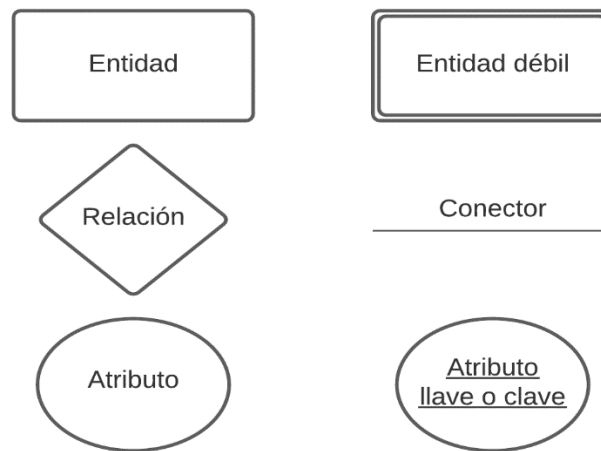 Entidad
Entidad débil
Relación
Conector
Atributo
Atributo
llave o clave